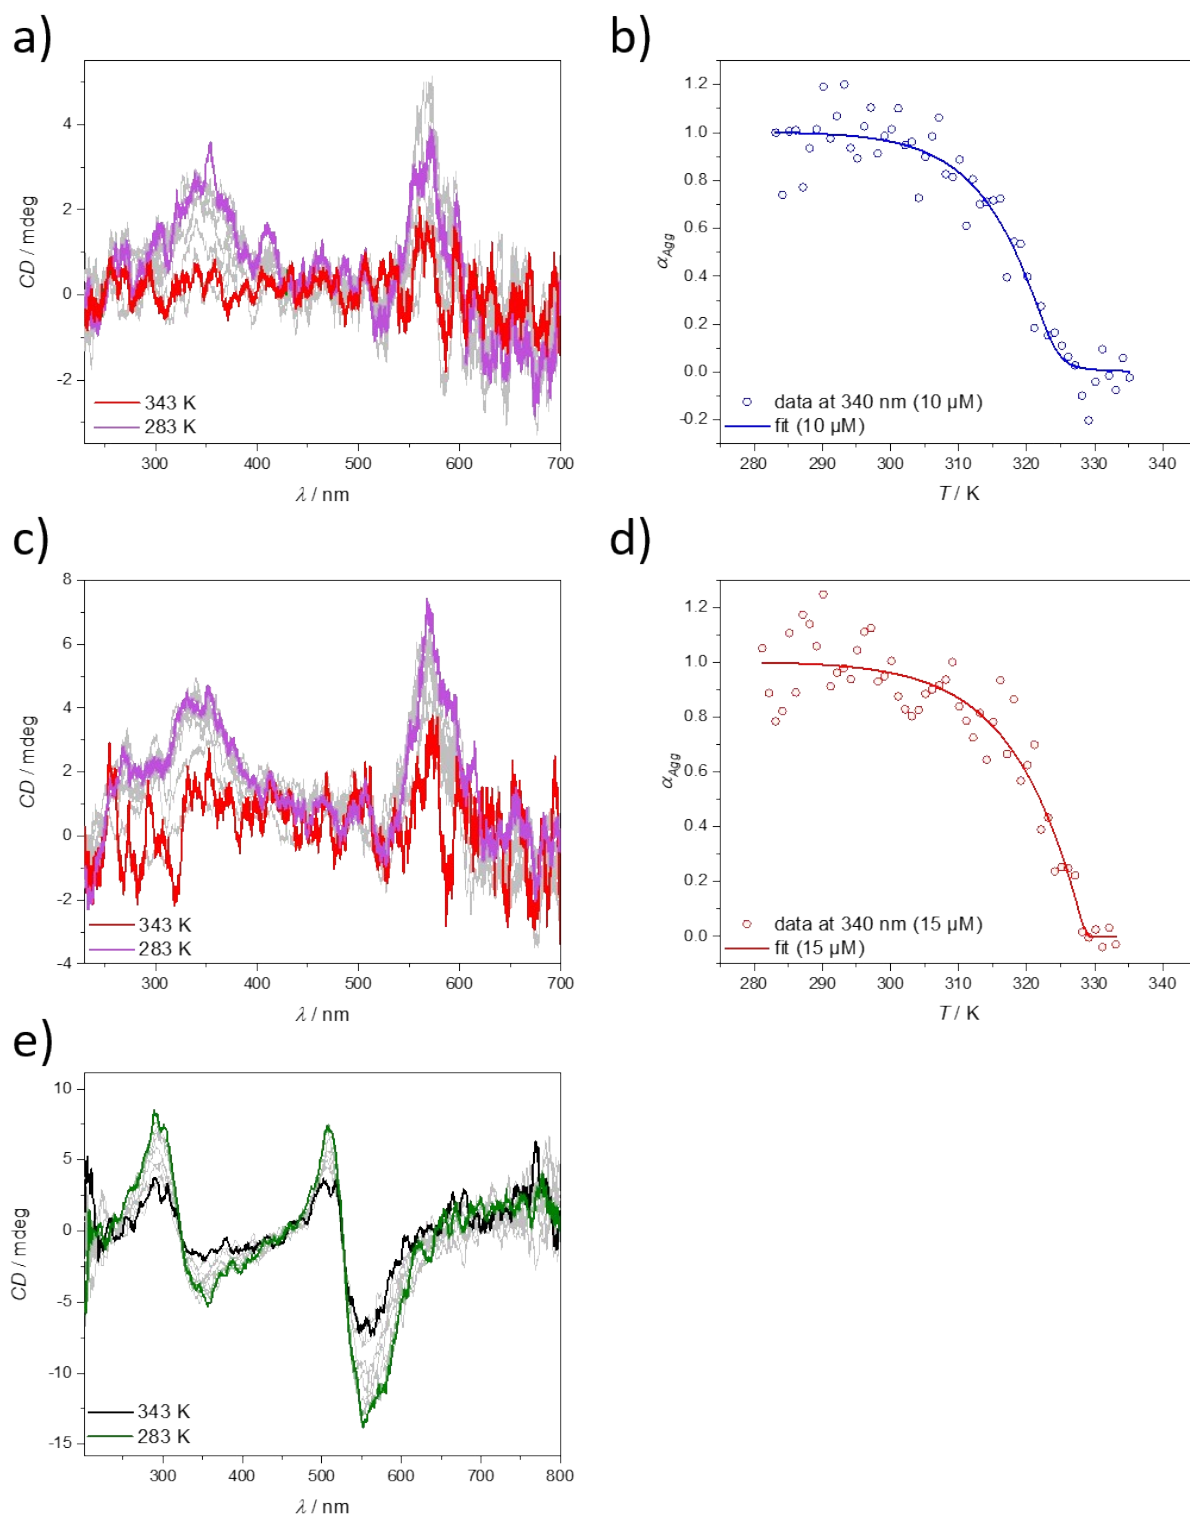 a)
CD / mdeg
4
2
0
-2
343 K
283 K
300 400 500 600 700
λ / nm
b)
α_Agg
1.2
1.0
0.8
0.6
0.4
0.2
0.0
-0.2
data at 340 nm (10 µM)
fit (10 µM)
280 290 300 310 320 330 340
T / K
c)
CD / mdeg
8
6
4
2
0
-2
-4
343 K
283 K
300 400 500 600 700
λ / nm
d)
α_Agg
1.2
1.0
0.8
0.6
0.4
0.2
0.0
data at 340 nm (15 µM)
fit (15 µM)
280 290 300 310 320 330 340
T / K
e)
CD / mdeg
10
5
0
-5
-10
-15
343 K
283 K
300 400 500 600 700 800
λ / nm